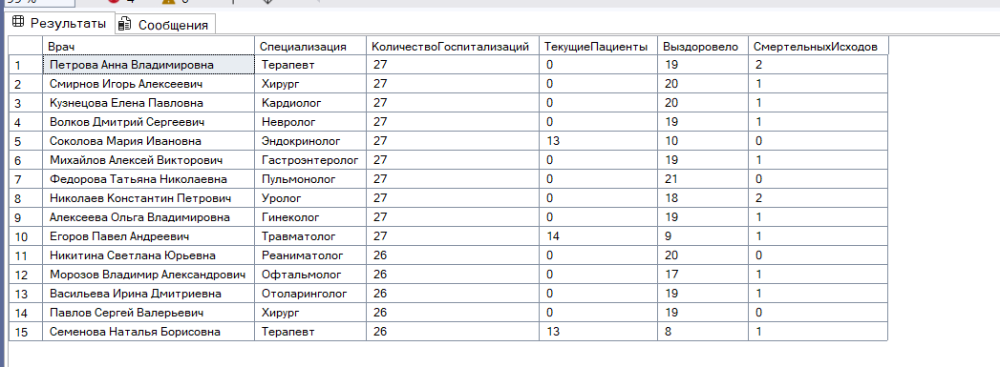 Результаты Сообщения
Врач Специализация КоличествоГоспитализаций ТекущиеПациенты Выздоровело СмертельныхИсходов
1 Петрова Анна Владимировна Терапевт 27 0 19 2
2 Смирнов Игорь Алексеевич Хирург 27 0 20 1
3 Кузнецова Елена Павловна Кардиолог 27 0 20 1
4 Волков Дмитрий Сергеевич Невролог 27 0 19 1
5 Соколова Мария Ивановна Эндокринолог 27 13 10 0
6 Михайлов Алексей Викторович Гастроэнтеролог 27 0 19 1
7 Федорова Татьяна Николаевна Пульмонолог 27 0 21 0
8 Николаев Константин Петрович Уролог 27 0 18 2
9 Алексеева Ольга Владимировна Гинеколог 27 0 19 1
10 Егоров Павел Андреевич Травматолог 27 14 9 1
11 Никитина Светлана Юрьевна Реаниматолог 26 0 20 0
12 Морозов Владимир Александрович Офтальмолог 26 0 17 1
13 Васильева Ирина Дмитриевна Отоларинголог 26 0 19 1
14 Павлов Сергей Валерьевич Хирург 26 0 19 0
15 Семенова Наталья Борисовна Терапевт 26 13 8 1